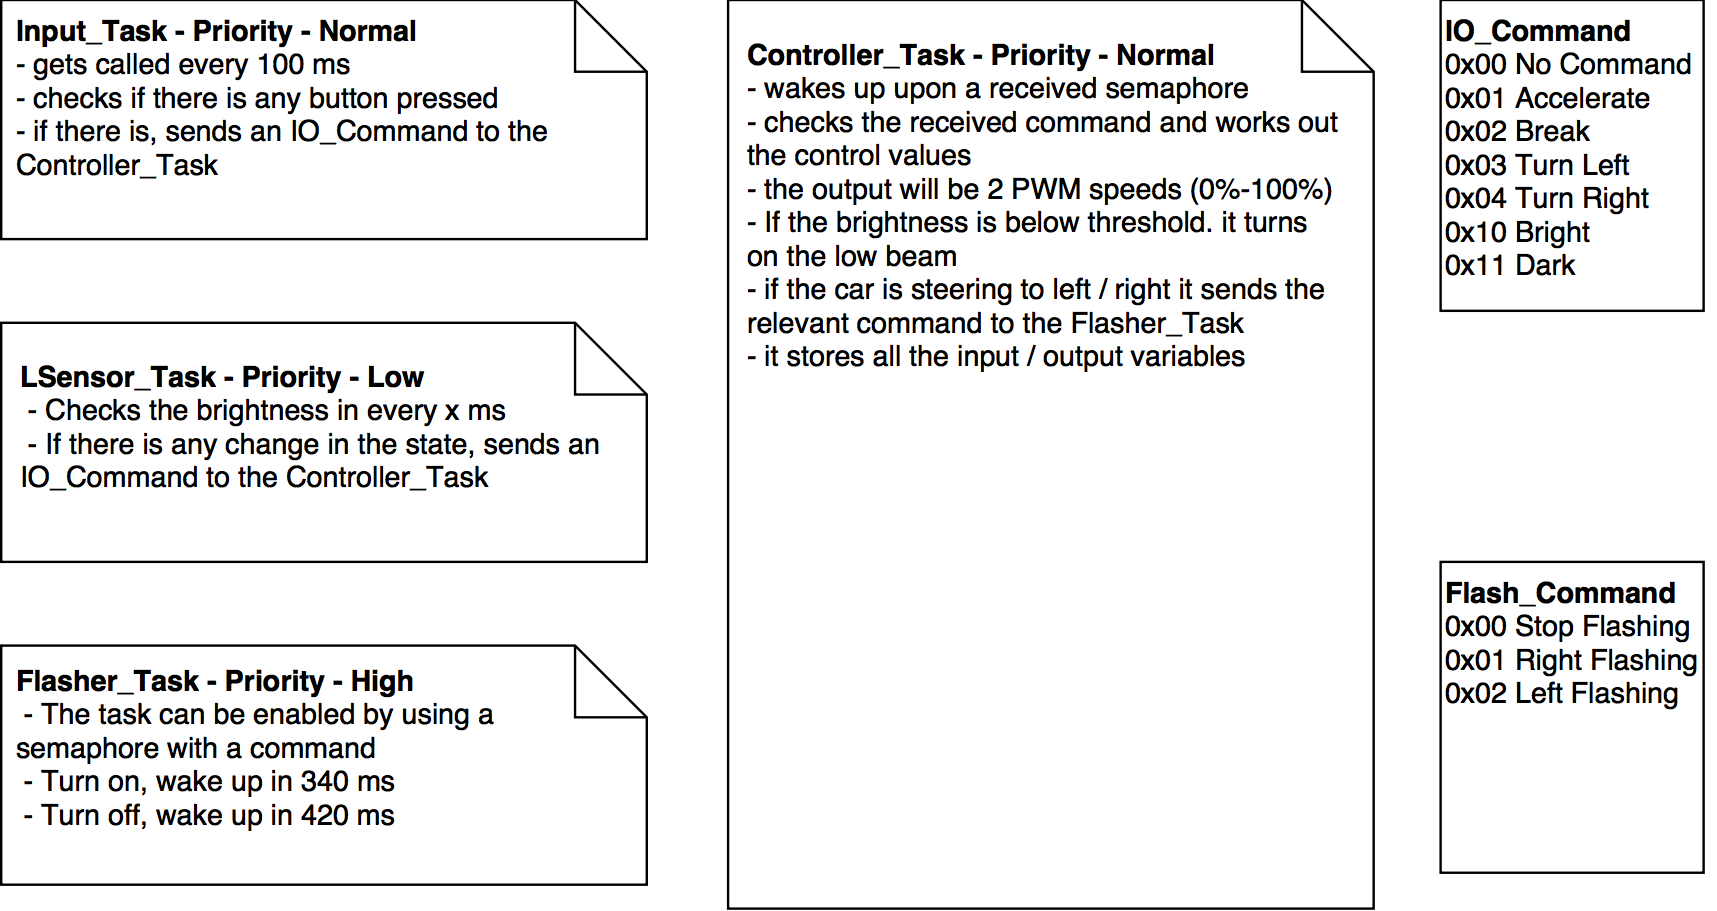 Input_Task - Priority - Normal
- gets called every 100 ms
- checks if there is any button pressed
- if there is, sends an IO_Command to the
Controller_Task
LSensor_Task - Priority - Low
- Checks the brightness in every x ms
- If there is any change in the state, sends an
IO_Command to the Controller_Task
Flasher_Task - Priority - High
- The task can be enabled by using a
semaphore with a command
- Turn on, wake up in 340 ms
- Turn off, wake up in 420 ms
Controller_Task - Priority - Normal
- wakes up upon a received semaphore
- checks the received command and works out
the control values
- the output will be 2 PWM speeds (0%-100%)
- If the brightness is below threshold. it turns
on the low beam
- if the car is steering to left / right it sends the
relevant command to the Flasher_Task
- it stores all the input / output variables
IO_Command
0x00 No Command
0x01 Accelerate
0x02 Break
0x03 Turn Left
0x04 Turn Right
0x10 Bright
0x11 Dark
Flash_Command
0x00 Stop Flashing
0x01 Right Flashing
0x02 Left Flashing